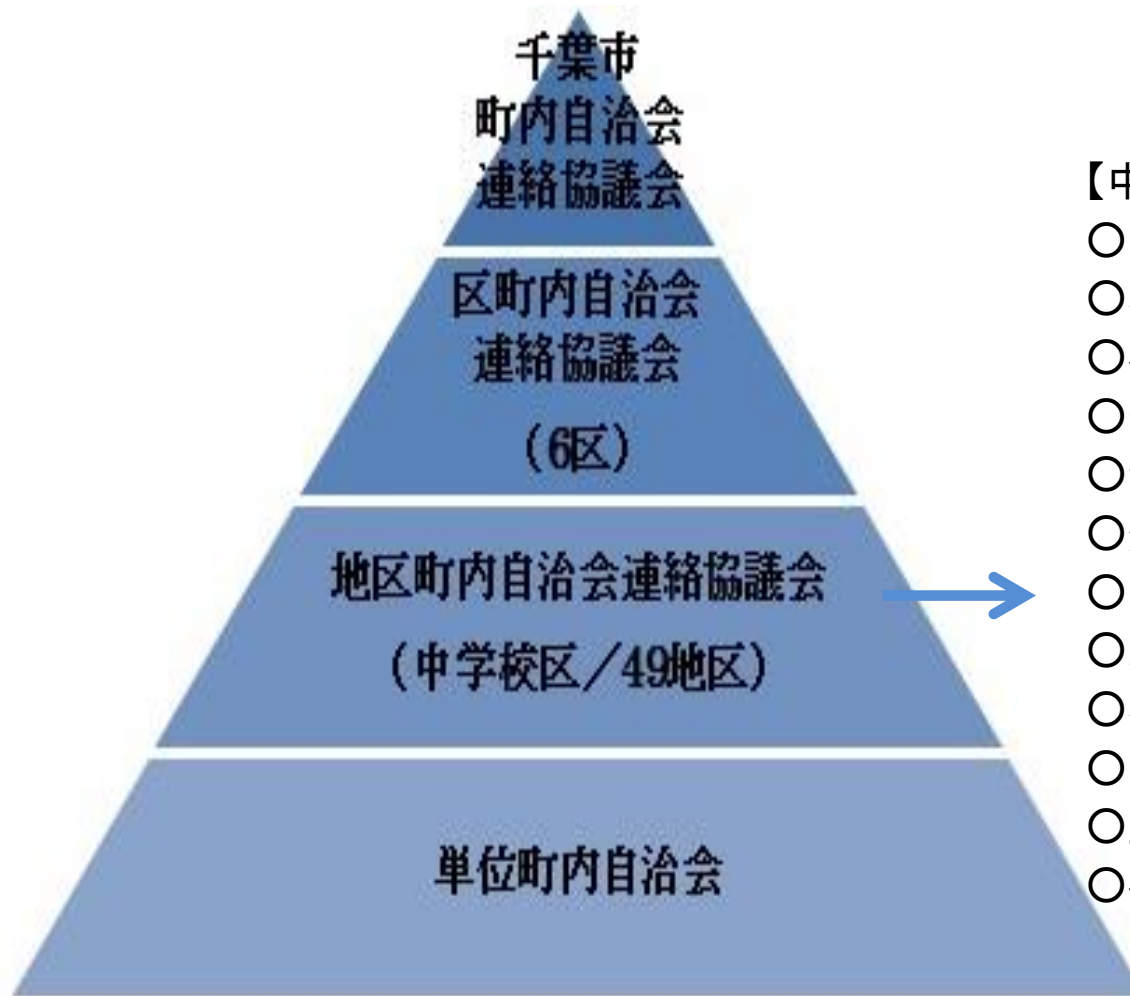 千葉市
町内自治会
連絡協議会
区町内自治会
連絡協議会
(6区)
地区町内自治会連絡協議会
(中学校区/49地区)
単位町内自治会
【中
○
○
○
○
○
○
○
○
○
○
○
○